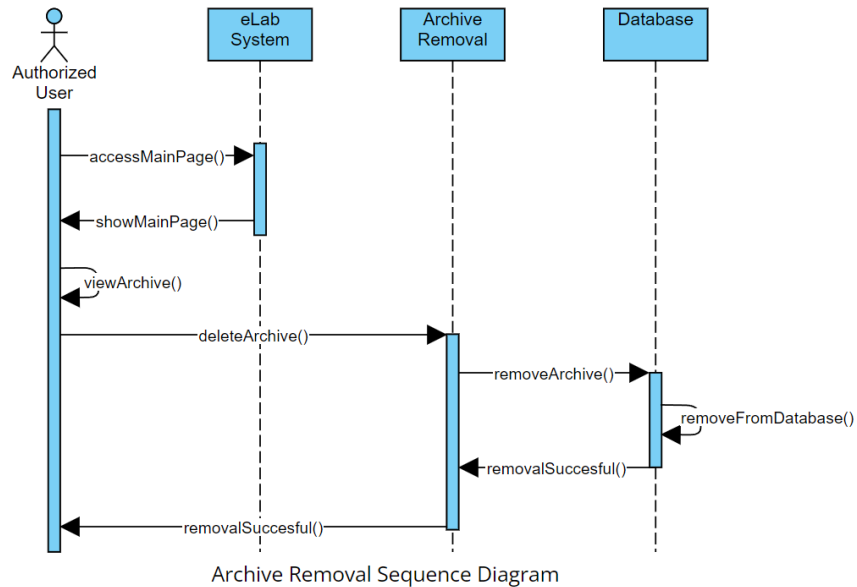 eLab
System
Archive
Removal
Database
Authorized
User
accessMainPage()
showMainPage()
viewArchive()
deleteArchive()
removeArchive()
removeFromDatabase()
removalSuccesful()
removalSuccesful()
Archive Removal Sequence Diagram